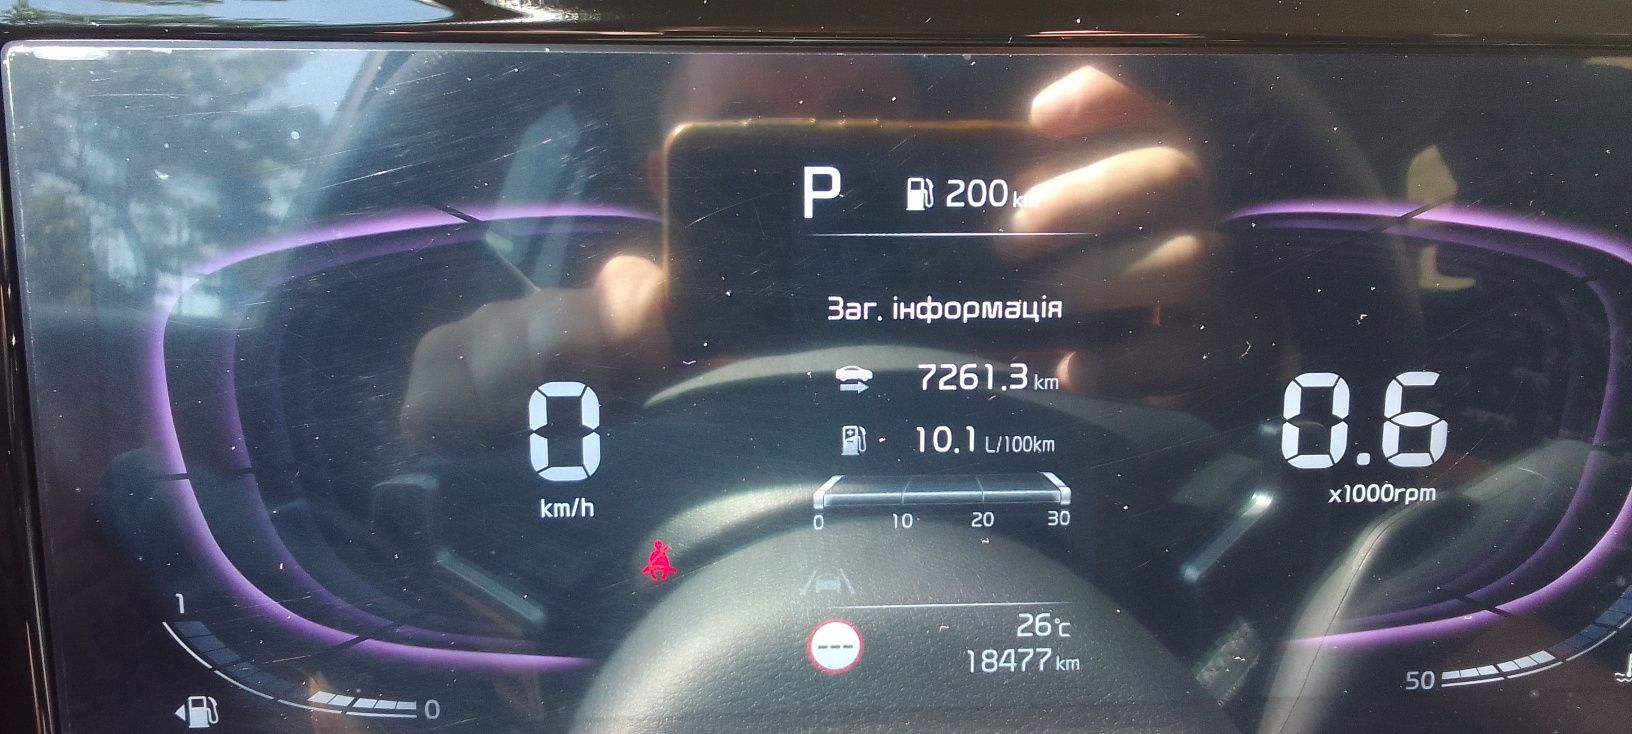 P 200 km
Заг. інформація
7261.3 km
10.1 L/100km
0 10 20 30
0
km/h
0.6
x1000rpm
1
0
---
26°C
18477 km
50